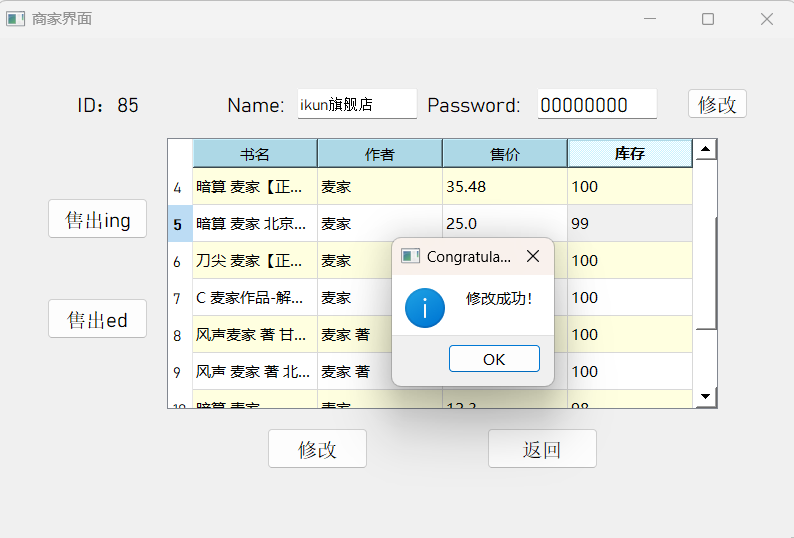 商家界面
ID：85 Name: ikun旗舰店 Password: 00000000 修改
书名 作者 售价 库存
4 暗算 麦家【正... 麦家 35.48 100
5 暗算 麦家 北京... 麦家 25.0 99
6 刀尖 麦家【正... 麦家 100
7 C 麦家作品-解... 麦家 100
8 风声麦家 著 甘... 麦家 著 100
9 风声 麦家 著 北... 麦家 著 100
10 暗算 麦家 麦家 12.3 98
售出ing
售出ed
Congratula...
修改成功！
OK
修改 返回